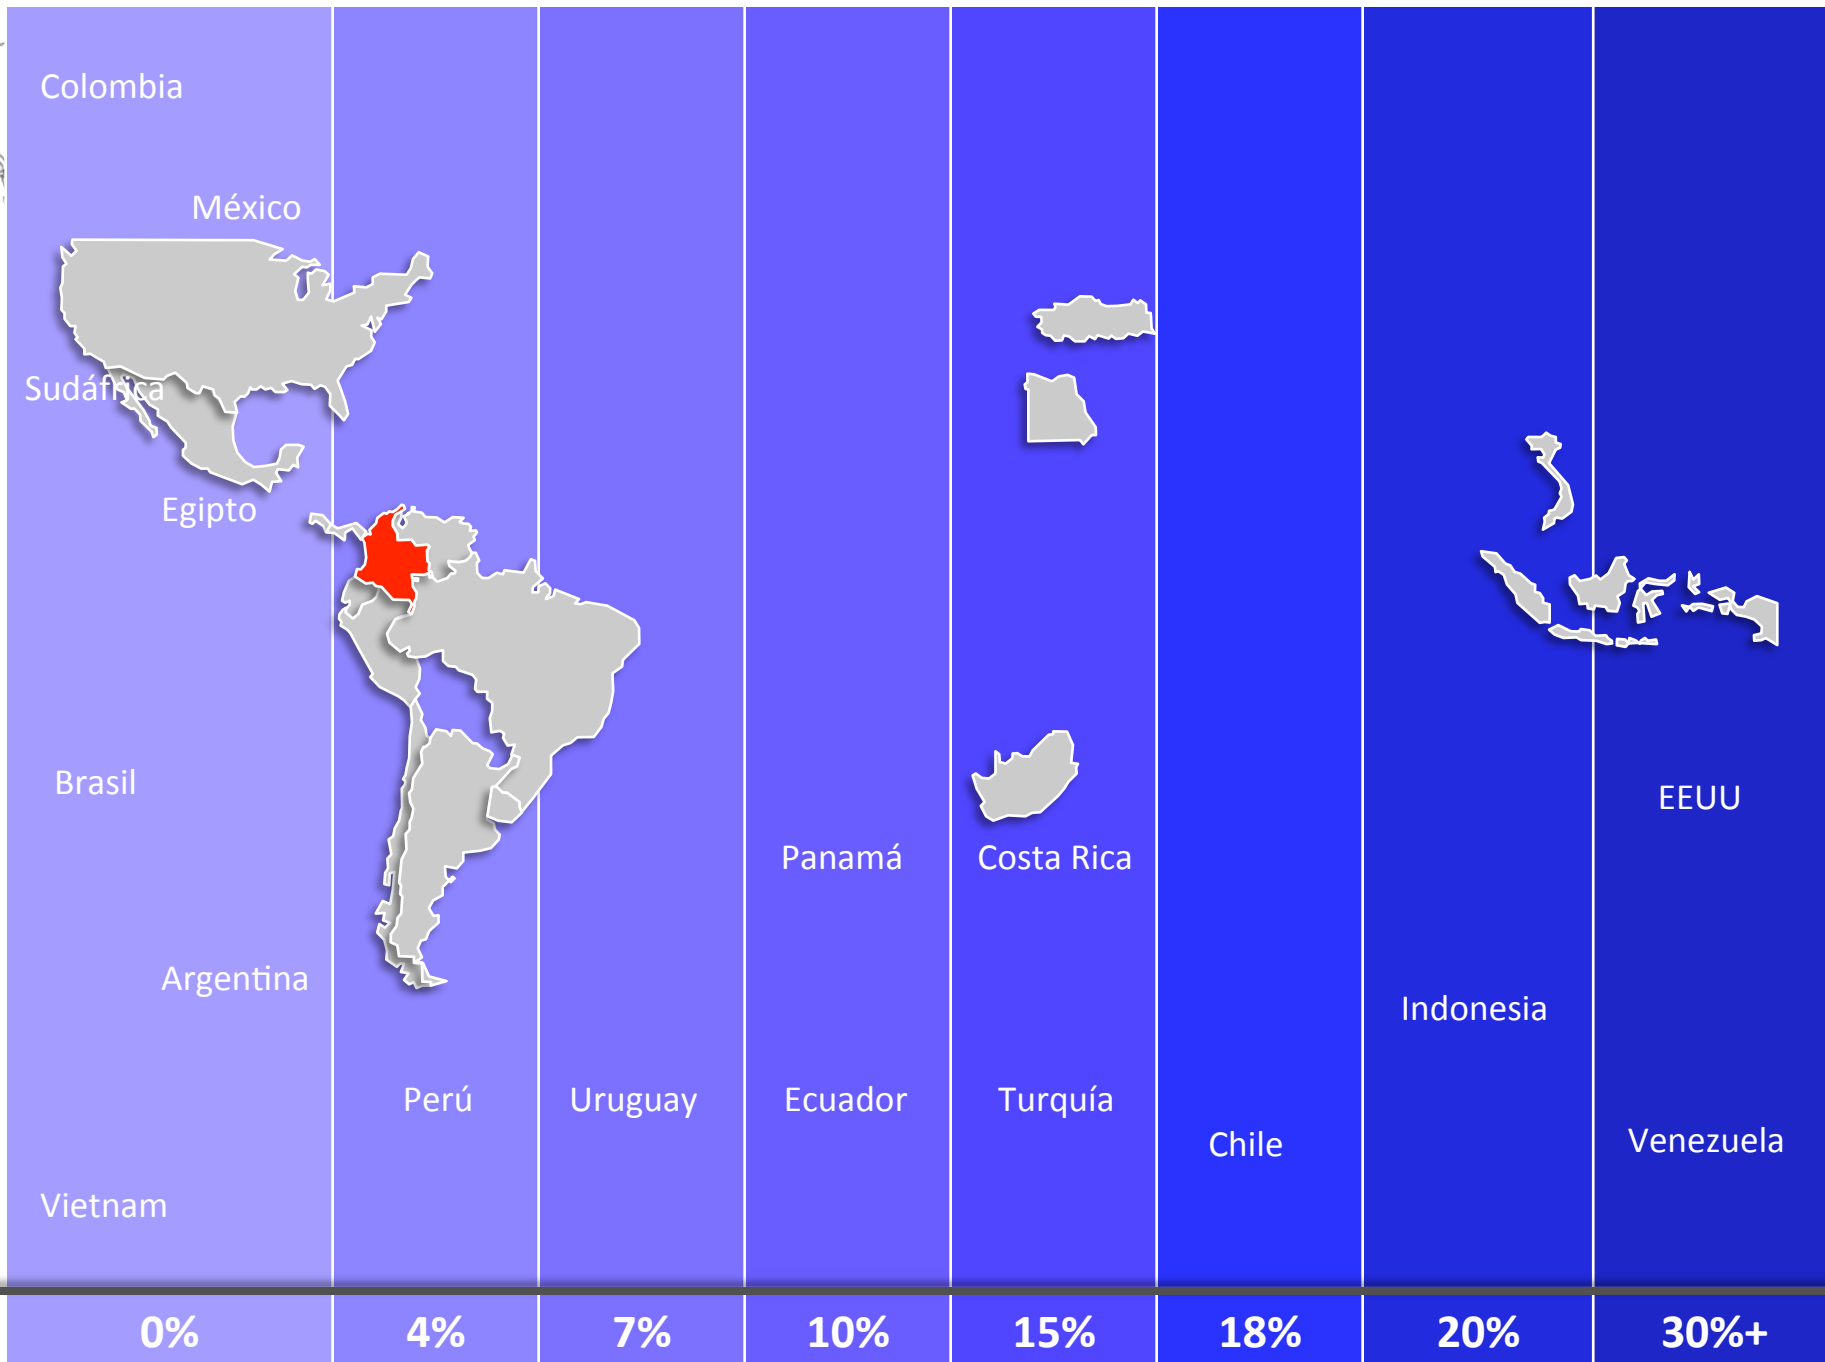 Colombia
México
Sudáfrica
Egipto
Brasil
EEUU
Panamá
Costa Rica
Argentina
Indonesia
Perú
Uruguay
Ecuador
Turquía
Chile
Venezuela
Vietnam
0%
4%
7%
10%
15%
18%
20%
30%+